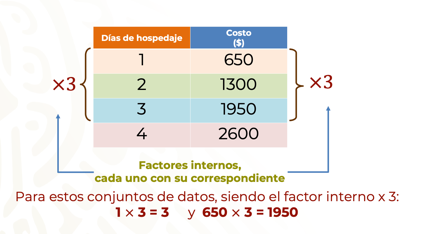 Días de hospedaje Costo ($)
1 650
×3 2 1300 ×3
3 1950
4 2600
Factores internos,
cada uno con su correspondiente
Para estos conjuntos de datos, siendo el factor interno x 3:
1 × 3 = 3 y 650 × 3 = 1950